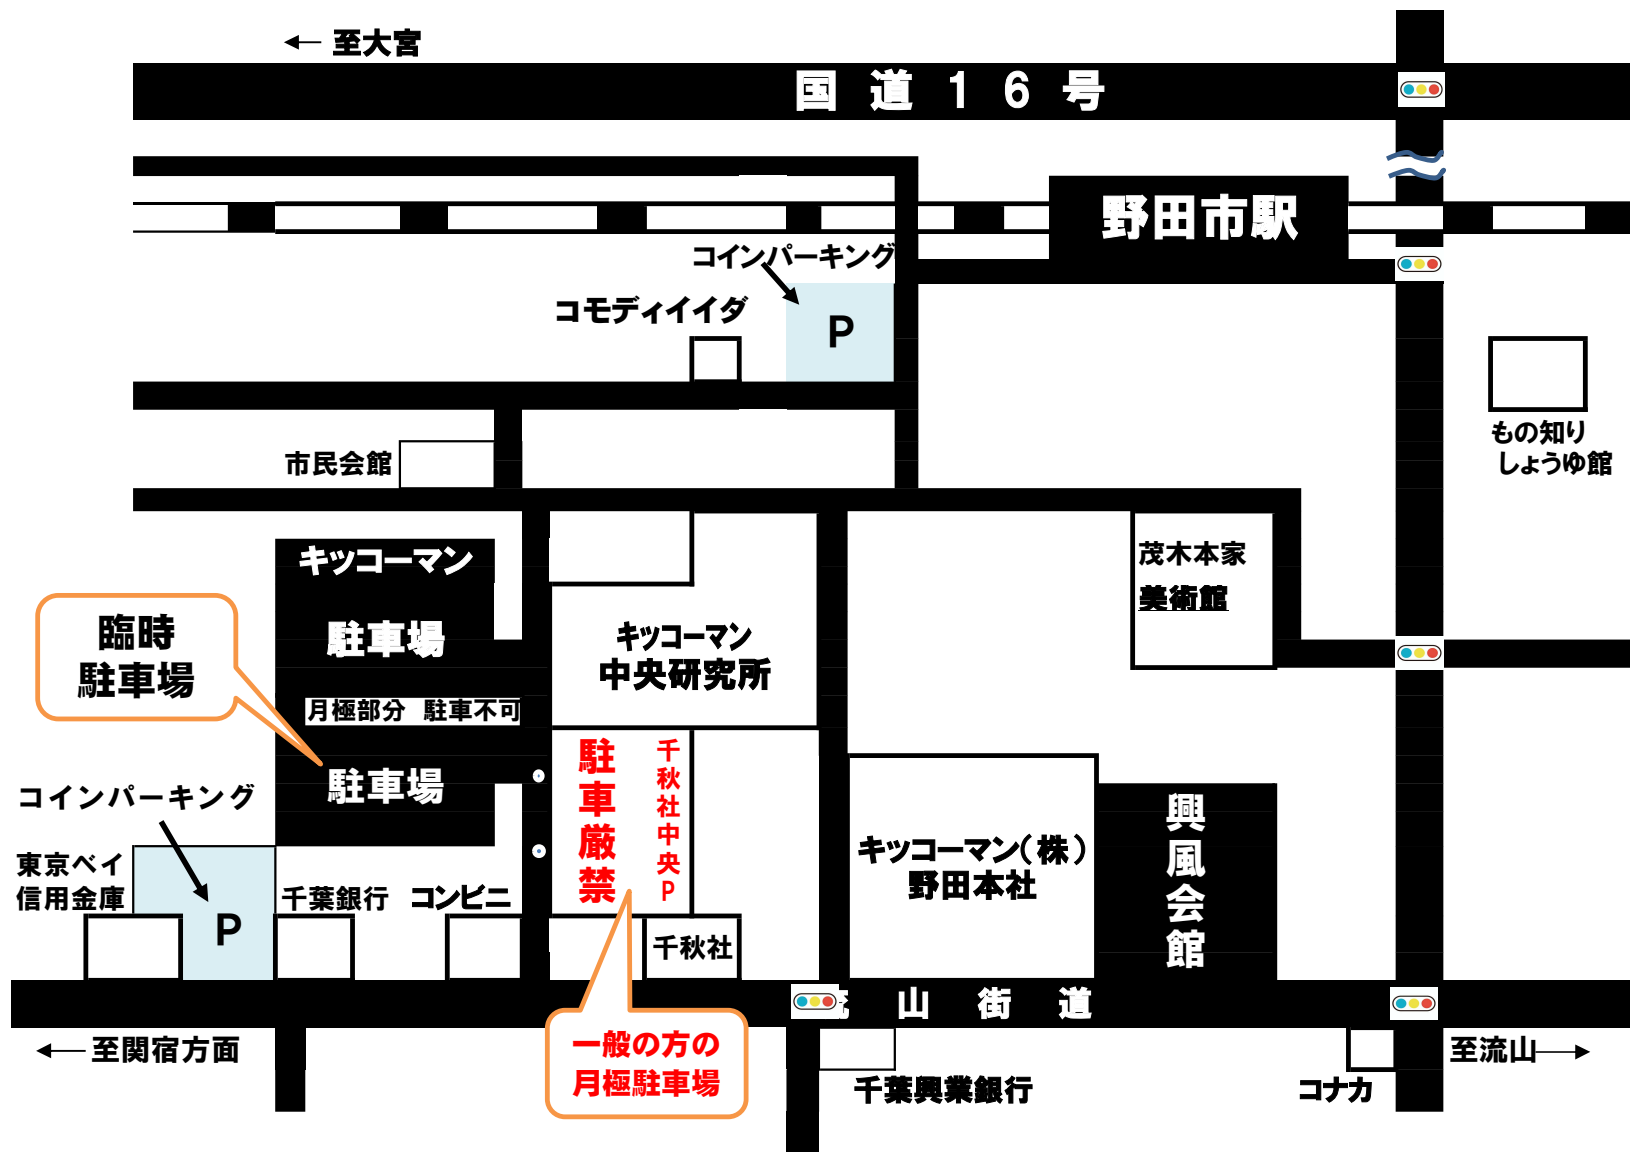 至大宮
国道１６号
野田市駅
コインパーキング
コモディイイダ
P
もの知り
しょうゆ館
市民会館
キッコーマン
駐車場
臨時
駐車場
月極部分 駐車不可
駐車場
キッコーマン
中央研究所
茂木本家
美術館
駐車厳禁
千秋社中央P
コインパーキング
東京ベイ
信用金庫
P
千葉銀行
コンビニ
千秋社
キッコーマン（株）
野田本社
興風会館
流山街道
至関宿方面
一般の方の
月極駐車場
千葉興業銀行
コナカ
至流山